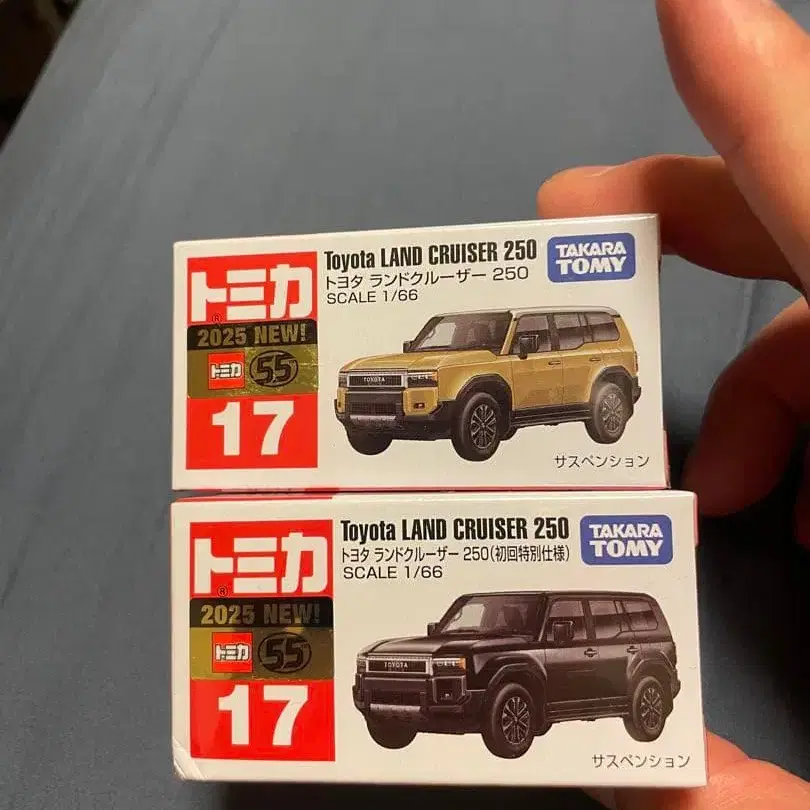 トミカ
®
2025 NEW!
トミカ 55
17
Toyota LAND CRUISER 250
トヨタ ランドクルーザー 250
SCALE 1/66
TAKARA TOMY
TOYOTA
サスペンション
トミカ
®
2025 NEW!
トミカ 55
17
Toyota LAND CRUISER 250
トヨタ ランドクルーザー 250(初回特別仕様)
SCALE 1/66
TAKARA TOMY
TOYOTA
サスペンション